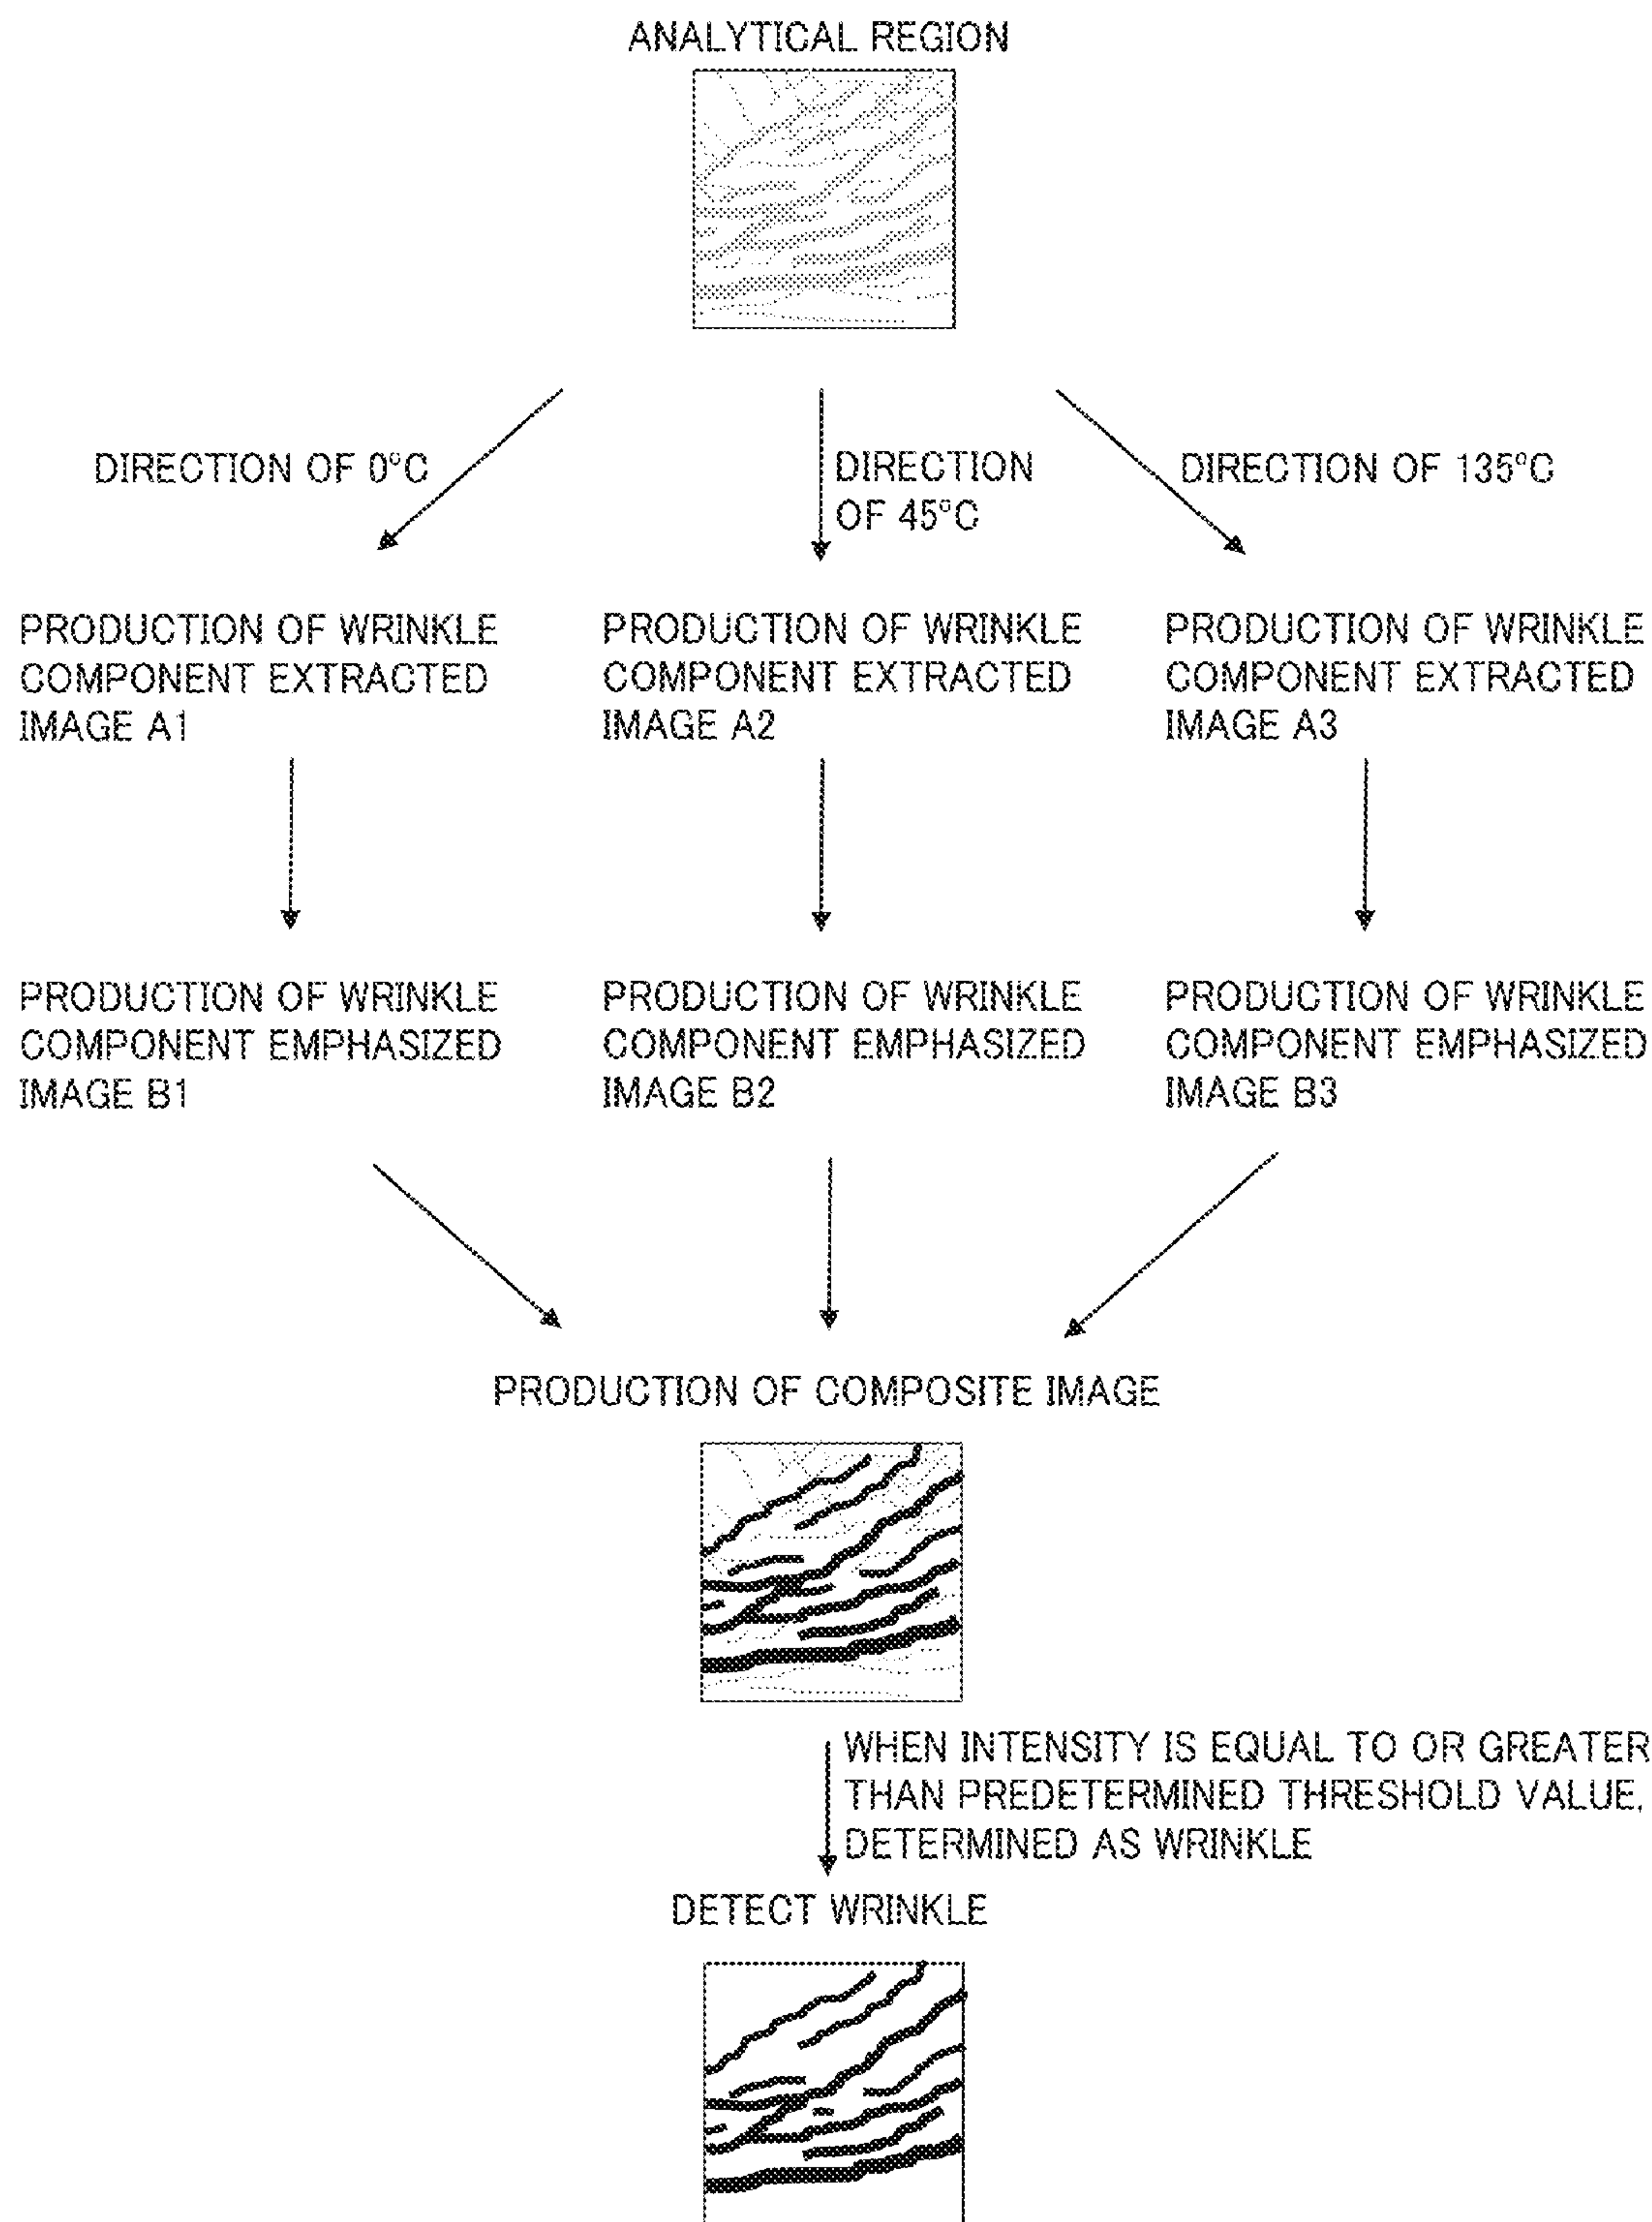 ANALYTICAL REGION
DIRECTION OF 0°C
DIRECTION
OF 45°C
DIRECTION OF 135°C
PRODUCTION OF WRINKLE
COMPONENT EXTRACTED
IMAGE A1
PRODUCTION OF WRINKLE
COMPONENT EXTRACTED
IMAGE A2
PRODUCTION OF WRINKLE
COMPONENT EXTRACTED
IMAGE A3
PRODUCTION OF WRINKLE
COMPONENT EMPHASIZED
IMAGE B1
PRODUCTION OF WRINKLE
COMPONENT EMPHASIZED
IMAGE B2
PRODUCTION OF WRINKLE
COMPONENT EMPHASIZED
IMAGE B3
PRODUCTION OF COMPOSITE IMAGE
WHEN INTENSITY IS EQUAL TO OR GREATER
THAN PREDETERMINED THRESHOLD VALUE,
DETERMINED AS WRINKLE
DETECT WRINKLE